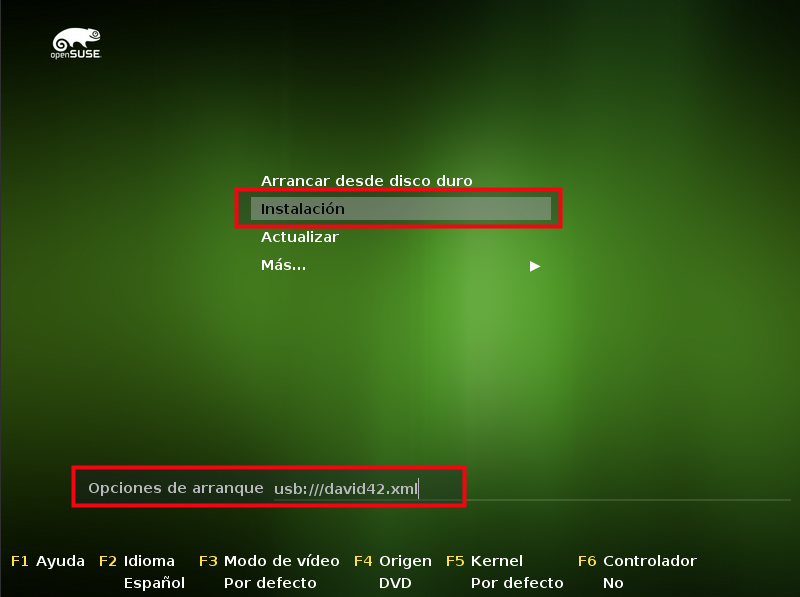 openSUSE
Arrancar desde disco duro
Instalación
Actualizar
Más...
Opciones de arranque usb:///david42.xml
F1 Ayuda F2 Idioma F3 Modo de vídeo F4 Origen F5 Kernel F6 Controlador
Español Por defecto DVD Por defecto No